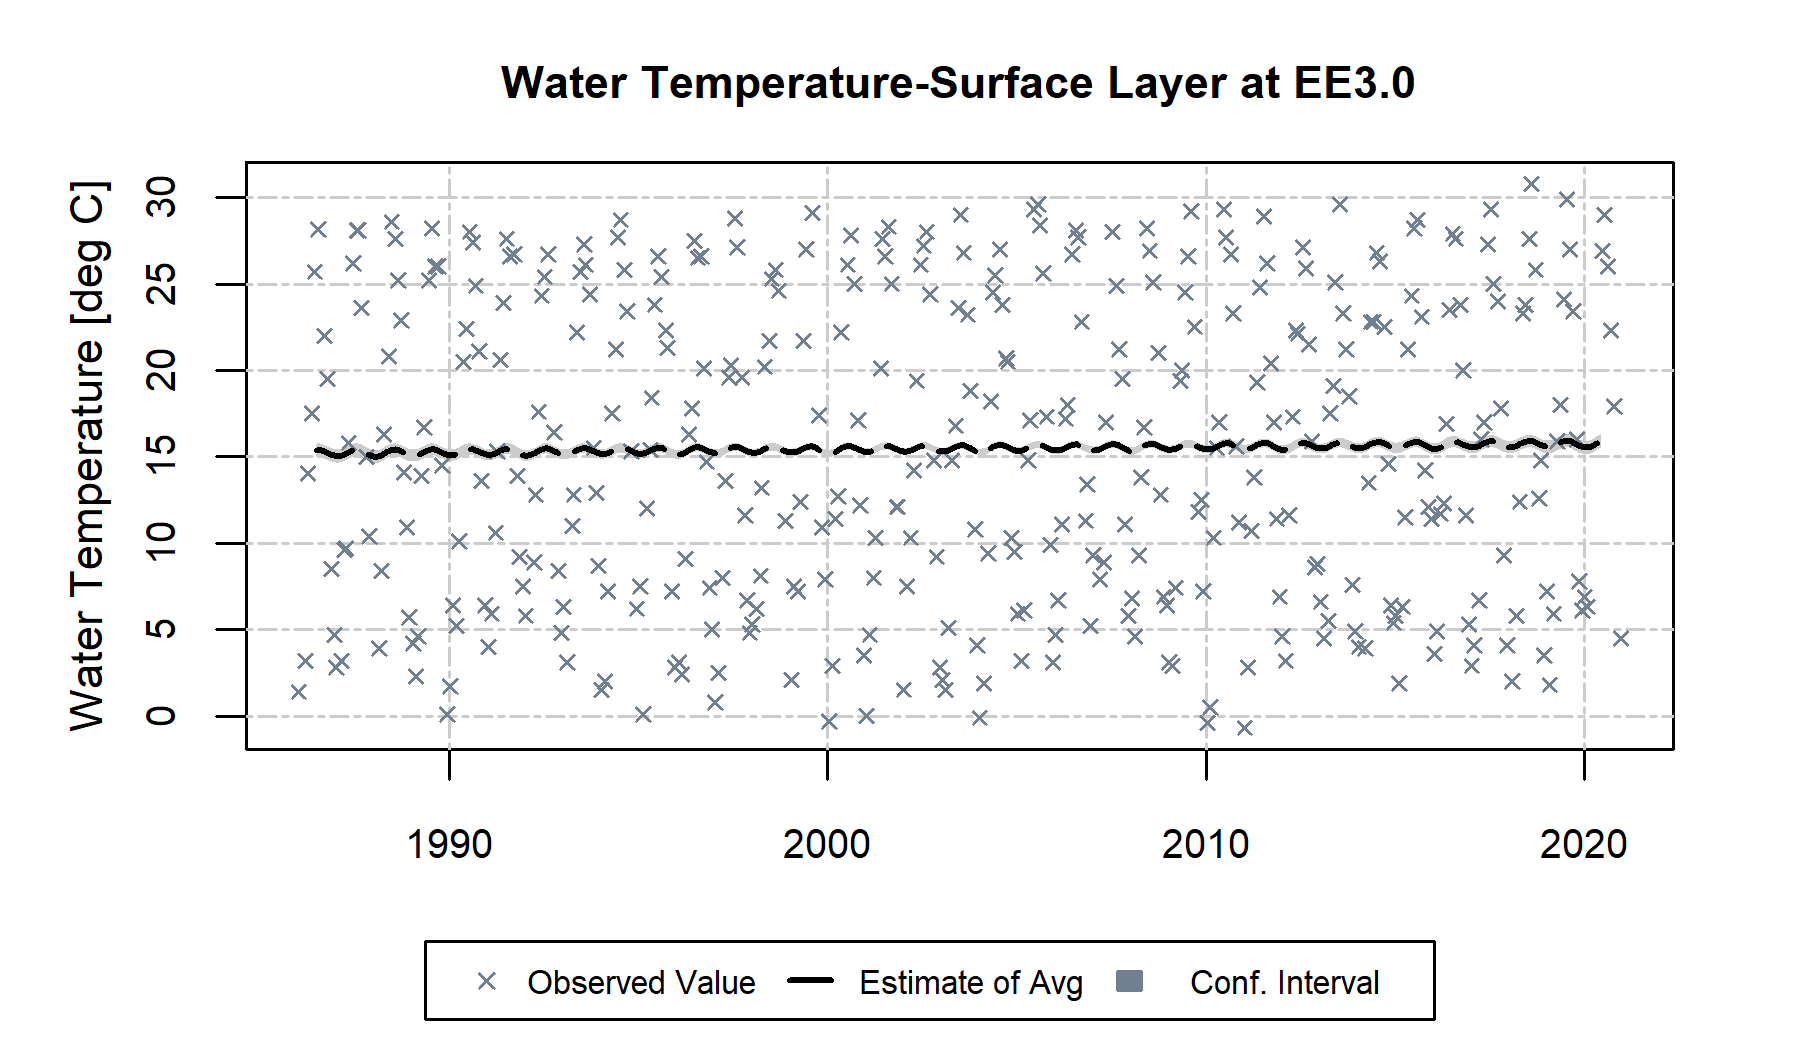 Water Temperature-Surface Layer at EE3.0
Water Temperature [deg C]
30
25
20
15
10
5
0
1990 2000 2010 2020
Observed Value Estimate of Avg Conf. Interval